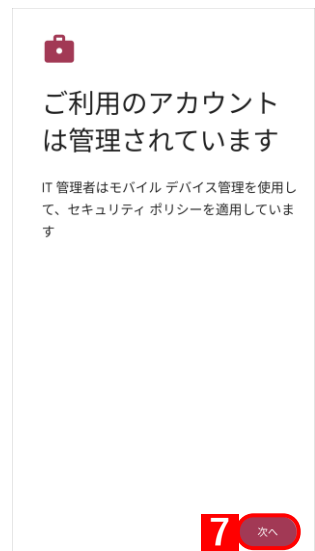 ご利用のアカウント
は管理されています
IT 管理者はモバイル デバイス管理を使用し
て、セキュリティ ポリシーを適用していま
す
7 次へ